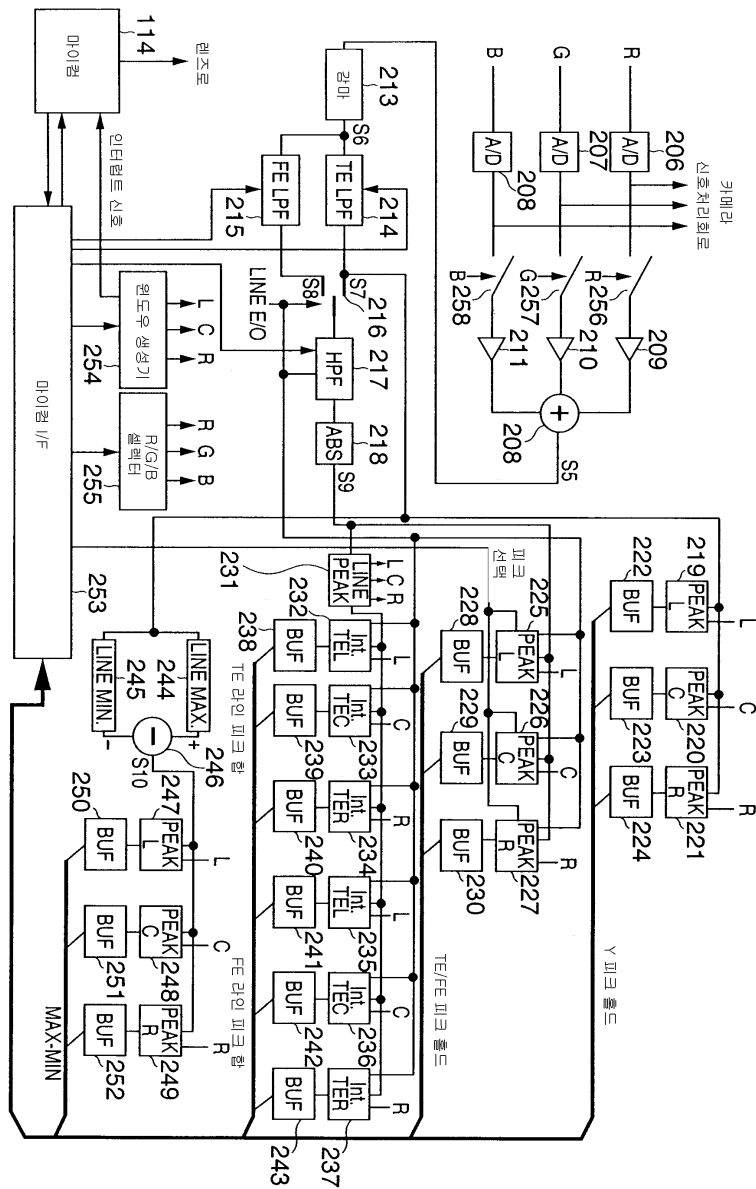 R
G
B
206
A/D
207
A/D
208
A/D
카메라
신호처리회로
R
256
G
257
B
258
209
210
211
+
208
S5
213
감마
S6
214
TE LPF
215
FE LPF
S7
S8
216
LINE E/O
217
HPF
218
ABS
S9
114
마이컴
렌즈로
인터럽트 신호
254
윈도우 생성기
L
C
R
255
R/G/B
셀렉터
R
G
B
253
마이컴 I/F
219
PEAK
L
L
220
PEAK
C
C
221
PEAK
R
R
222
BUF
223
BUF
224
BUF
Y 피크 홀드
피크
선택
225
PEAK
L
L
226
PEAK
C
C
227
PEAK
R
R
228
BUF
229
BUF
230
BUF
TE/FE 피크 홀드
231
LINE
PEAK
L
C
R
232
Int.
TEL
L
233
Int.
TEC
C
234
Int.
TER
R
235
Int.
TEL
L
236
Int.
TEC
C
237
Int.
TER
R
238
BUF
239
BUF
240
BUF
241
BUF
242
BUF
243
BUF
TE 라인 피크 합
FE 라인 피크 합
244
LINE MAX.
245
LINE MIN.
+
-
−
246
S10
247
PEAK
L
L
248
PEAK
C
C
249
PEAK
R
R
250
BUF
251
BUF
252
BUF
MAX-MIN